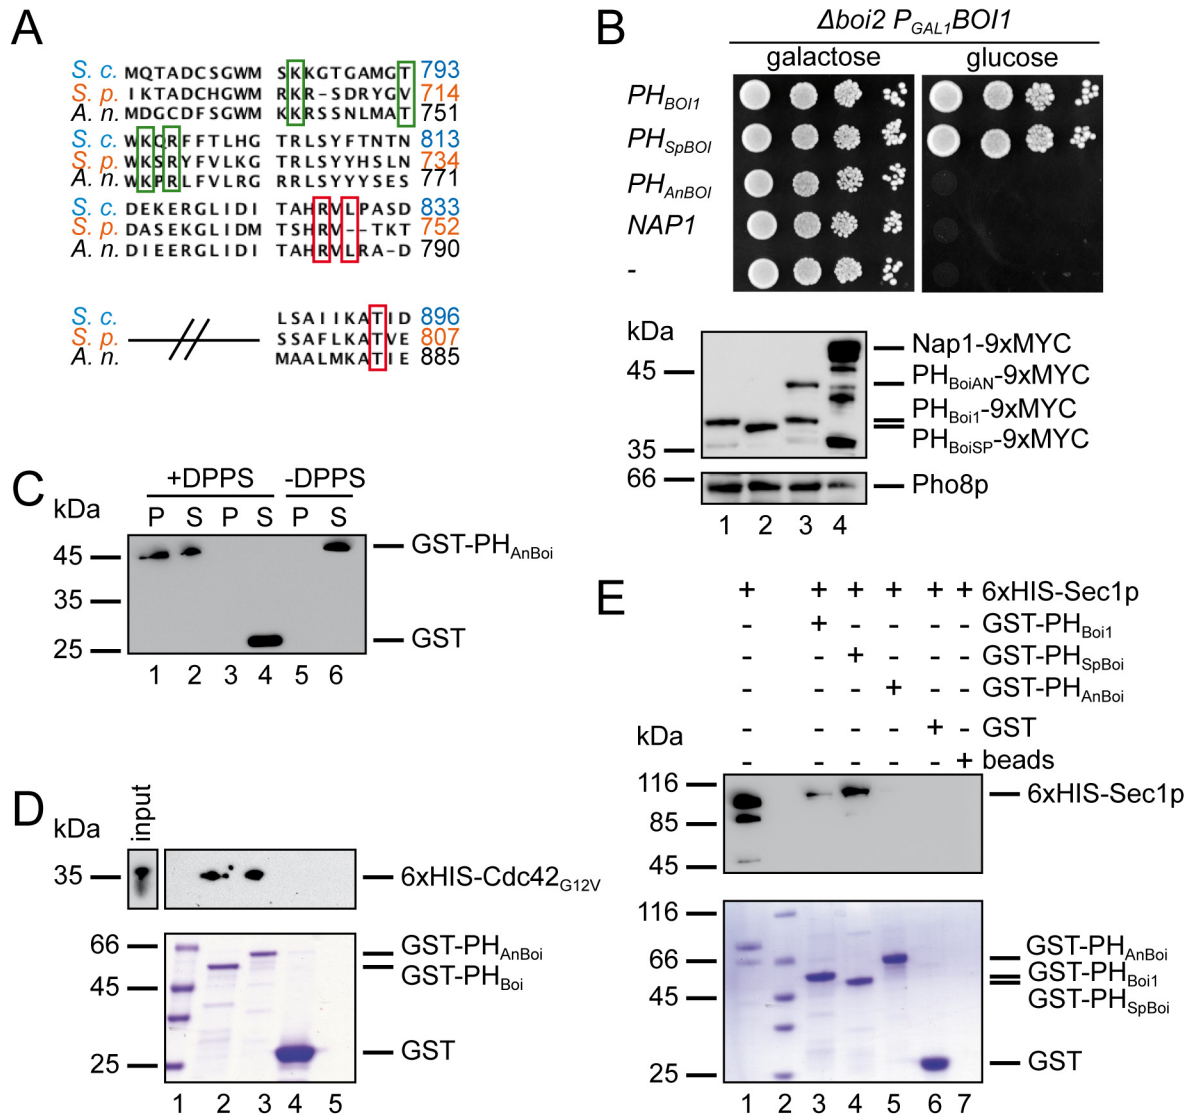 A
S. c. MQTADCSGWM SKKGTGAMGT 793
S. p. IKTADCHGWM RKR-SDRYGV 714
A. n. MDGCDFSGWM KKRSSNLMAT 751
S. c. WKQRFFTLHG TRLSYFTNTN 813
S. p. WKSRYFVLKG TRLSYYHSLN 734
A. n. WKPRLFVLRG RRLSYYYSES 771
S. c. DEKERGLIDI TAHRVLPASD 833
S. p. DASEKGLIDM TSHRV--TKT 752
A. n. DIEERGLIDI TAHRVLRA-D 790
S. c. LSAIIKATID 896
S. p. SSAFLKATVE 807
A. n. MAALMKATIE 885
B
Δboi2 PGAL1BOI1
galactose glucose
PHBOI1
PHSpBOI
PHAnBOI
NAP1
-
kDa
45
35
66
Nap1-9xMYC
PHBoiAN-9xMYC
PHBoi1-9xMYC
PHBoiSP-9xMYC
Pho8p
1 2 3 4
C
+DPPS -DPPS
kDa
P S P S P S
45
35
25
GST-PHAnBoi
GST
1 2 3 4 5 6
D
kDa
input
35
6xHIS-Cdc42G12V
66
45
25
GST-PHAnBoi
GST-PHBoi
GST
1 2 3 4 5
E
+ + + + + + 6xHIS-Sec1p
- + - - - - GST-PHBoi1
- - + - - - GST-PHSpBoi
- - - + - - GST-PHAnBoi
- - - - + - GST
- - - - - + beads
kDa
116
85
45
6xHIS-Sec1p
116
66
45
25
GST-PHAnBoi
GST-PHBoi1
GST-PHSpBoi
GST
1 2 3 4 5 6 7